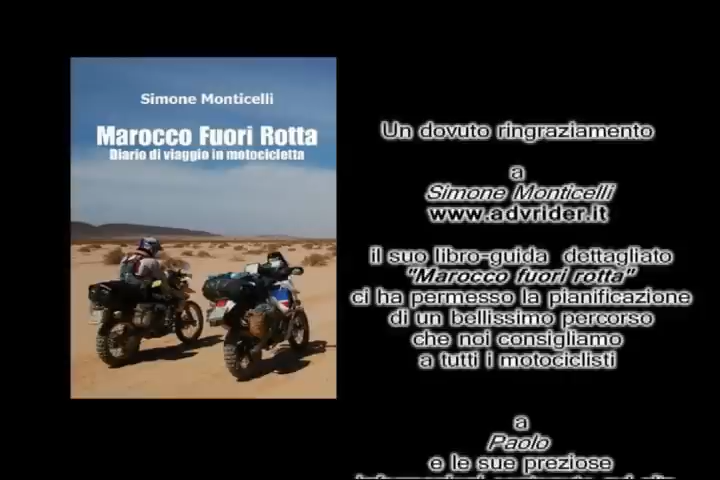 Simone Monticelli
Marocco Fuori Rotta
Diario di viaggio in motocicletta
Un dovuto ringraziamento
a
Simone Monticelli
www.advrider.it
il suo libro-guida dettagliato
"Marocco fuori rotta"
ci ha permesso la pianificazione
di un bellissimo percorso
che noi consigliamo
a tutti i motociclisti
a
Paolo
e le sue preziose